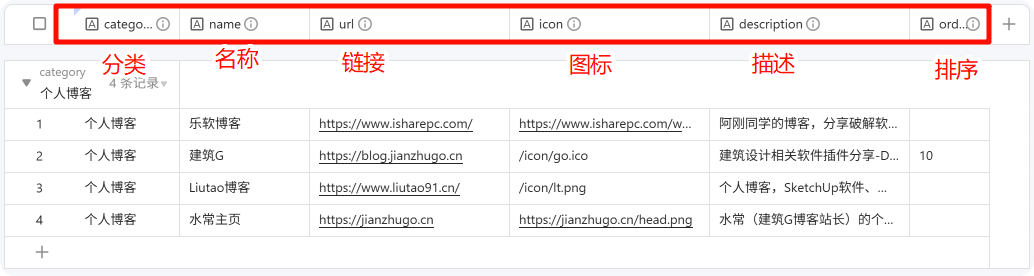 catego... name url icon description ord...
分类 名称 链接 图标 描述 排序
category
个人博客 4 条记录
1 个人博客 乐软博客 https://www.isharepc.com/ https://www.isharepc.com/w... 阿刚同学的博客，分享破解软...
2 个人博客 建筑G https://blog.jianzhugo.cn /icon/go.ico 建筑设计相关软件插件分享-D... 10
3 个人博客 Liutao博客 https://www.liutao91.cn/ /icon/lt.png 个人博客，SketchUp软件、...
4 个人博客 水常主页 https://jianzhugo.cn https://jianzhugo.cn/head.png 水常（建筑G博客站长）的个...